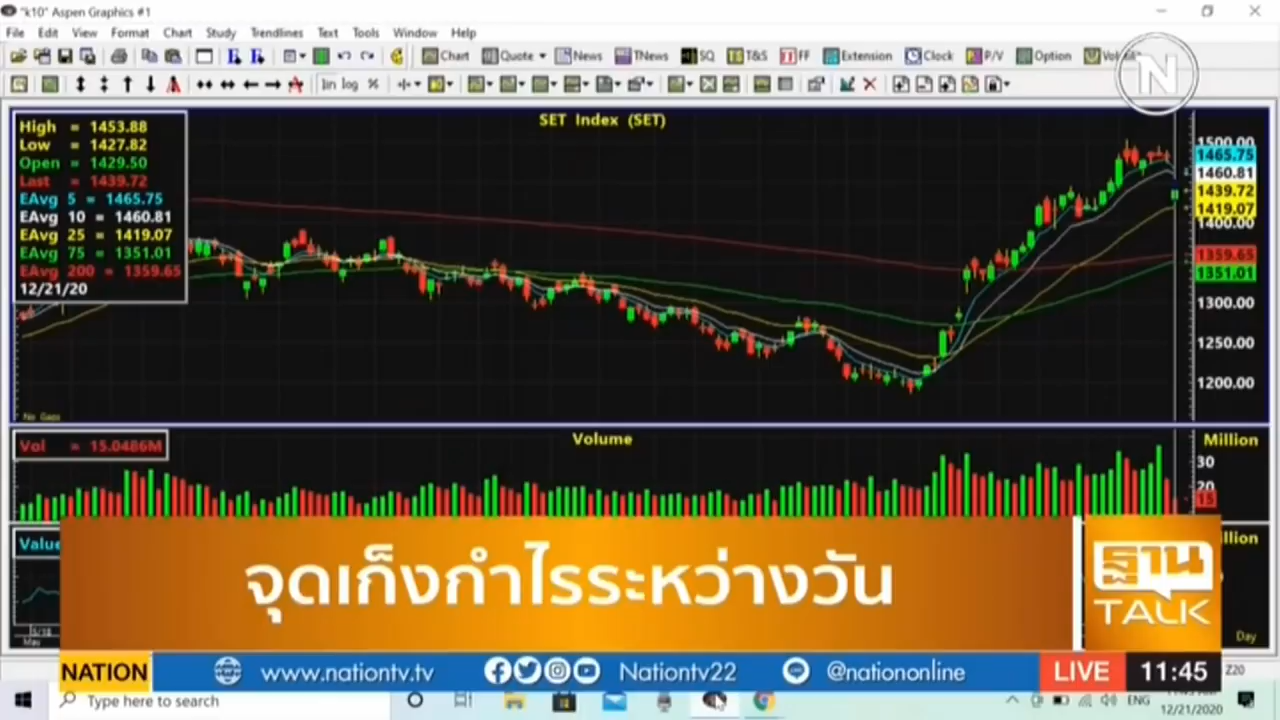 "k10" Aspen Graphics #1
File Edit View Format Chart Study Trendlines Text Tools Window Help
Chart Quote News TNews SQ T&S FF Extension Clock P/V Option
lin log %
N
SET Index (SET)
High = 1453.88
Low = 1427.82
Open = 1429.50
Last = 1439.72
EAvg 5 = 1465.75
EAvg 10 = 1460.81
EAvg 25 = 1419.07
EAvg 75 = 1351.01
EAvg 200 = 1359.65
12/21/20
1500.00
1465.75
1460.81
1439.72
1419.07
1400.00
1359.65
1351.01
1300.00
1250.00
1200.00
No Gaps
Vol = 15.0486M
Volume
Million
30
20
15
Value
Day
จุดเก็งกำไรระหว่างวัน
ฐาน
TALK
NATION
www.nationtv.tv
Nationtv22
@nationonline
LIVE
11:45
Z20
Type here to search
ENG
12/21/2020